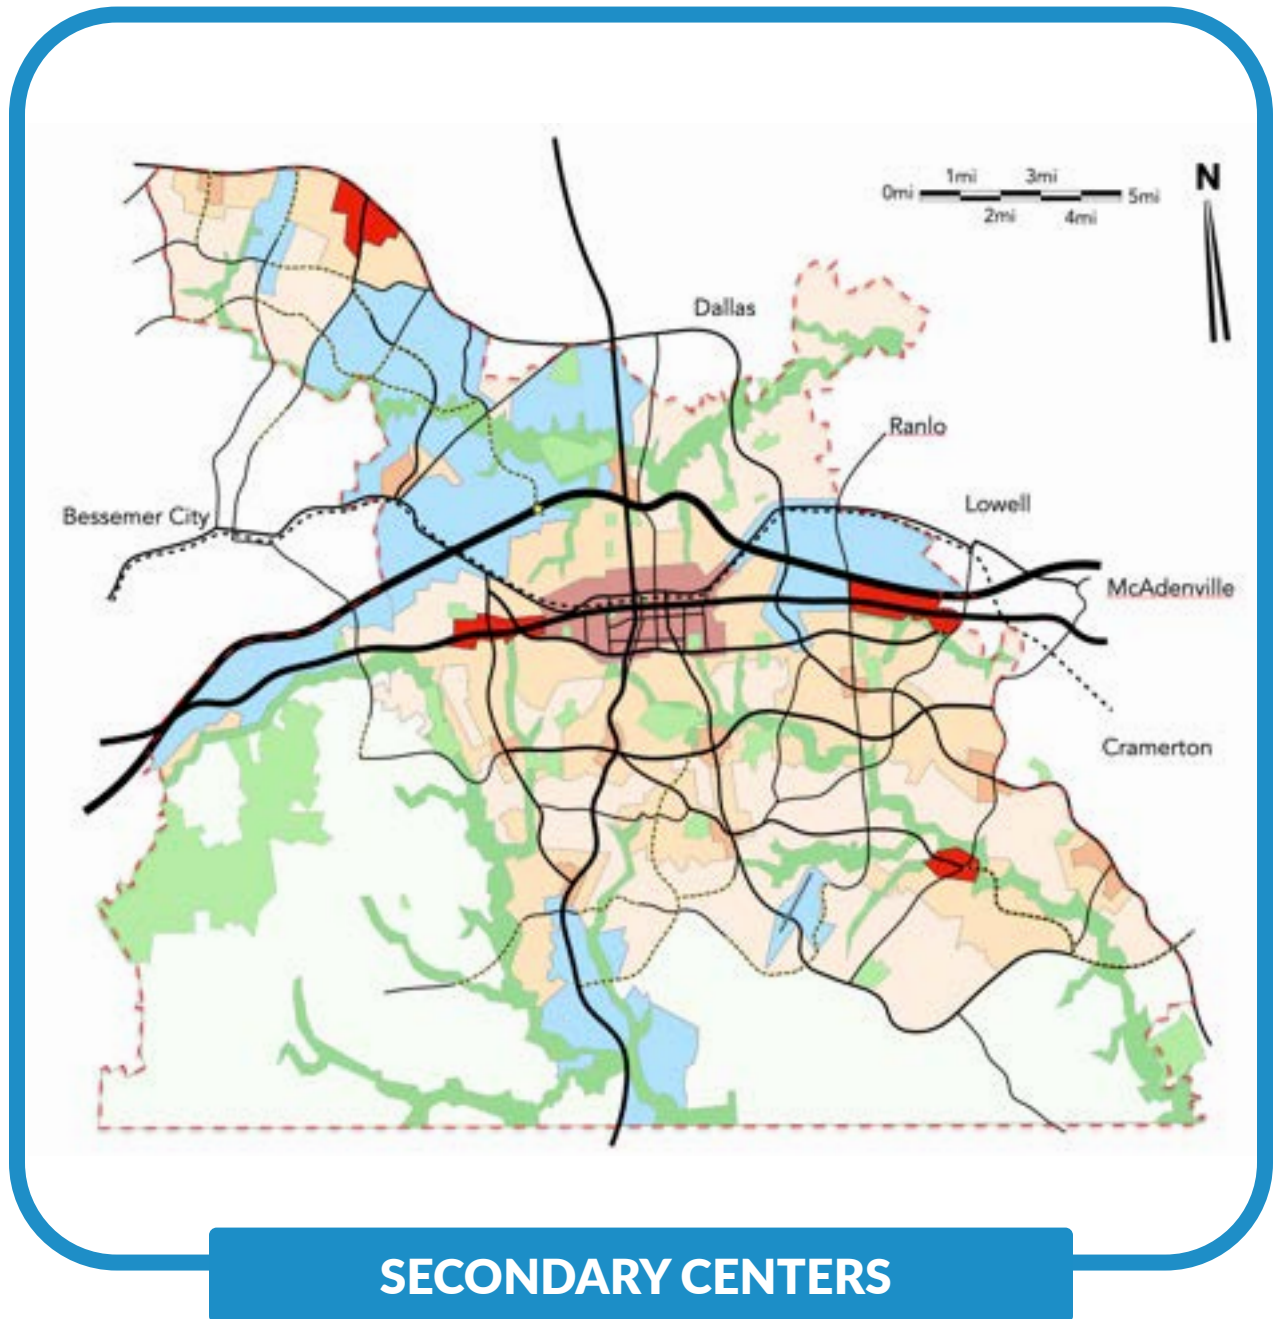 N
1mi 3mi
0mi 5mi
2mi 4mi
Dallas
Ranlo
Lowell
Bessemer City
McAdenville
Cramerton
SECONDARY CENTERS